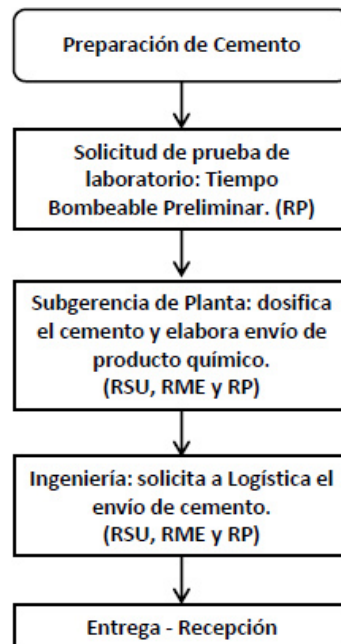 Preparación de Cemento
Solicitud de prueba de
laboratorio: Tiempo
Bombeable Preliminar. (RP)
Subgerencia de Planta: dosifica
el cemento y elabora envío de
producto químico.
(RSU, RME y RP)
Ingeniería: solicita a Logística el
envío de cemento.
(RSU, RME y RP)
Entrega - Recepción